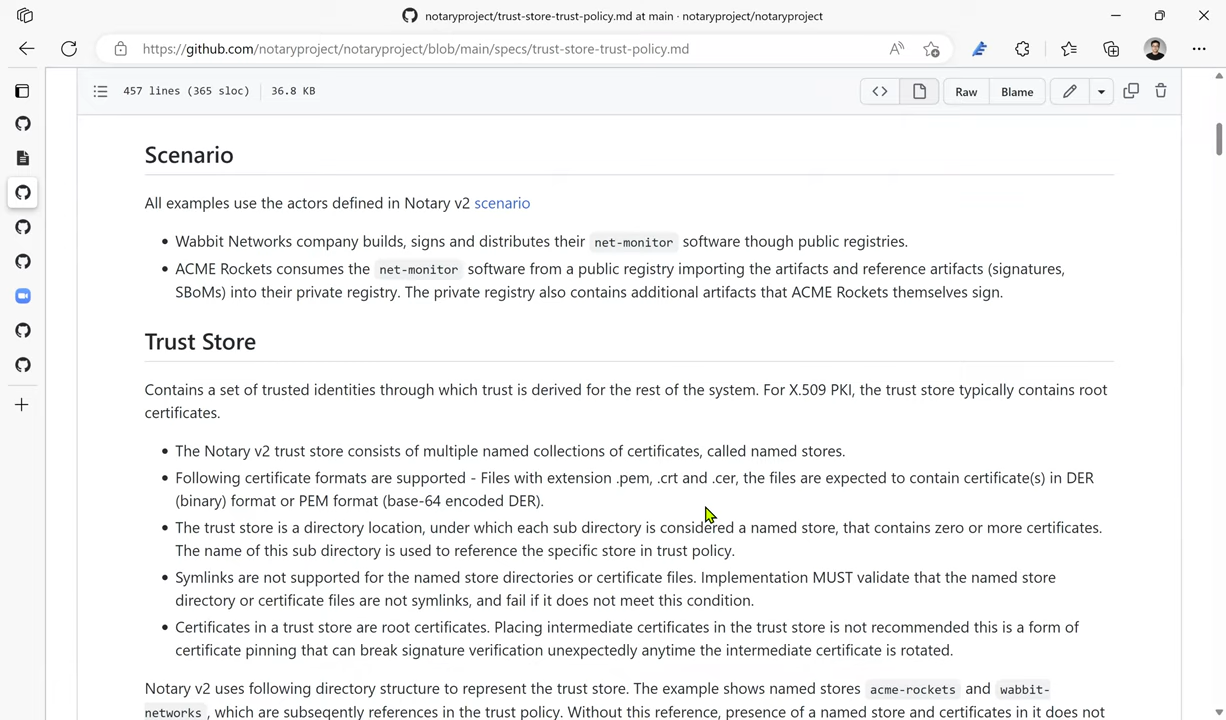 notaryproject/trust-store-trust-policy.md at main · notaryproject/notaryproject
https://github.com/notaryproject/notaryproject/blob/main/specs/trust-store-trust-policy.md
457 lines (365 sloc) 36.8 KB
Raw Blame
Scenario
All examples use the actors defined in Notary v2 scenario
• Wabbit Networks company builds, signs and distributes their net-monitor software though public registries.
• ACME Rockets consumes the net-monitor software from a public registry importing the artifacts and reference artifacts (signatures,
SBoMs) into their private registry. The private registry also contains additional artifacts that ACME Rockets themselves sign.
Trust Store
Contains a set of trusted identities through which trust is derived for the rest of the system. For X.509 PKI, the trust store typically contains root
certificates.
• The Notary v2 trust store consists of multiple named collections of certificates, called named stores.
• Following certificate formats are supported - Files with extension .pem, .crt and .cer, the files are expected to contain certificate(s) in DER
(binary) format or PEM format (base-64 encoded DER).
• The trust store is a directory location, under which each sub directory is considered a named store, that contains zero or more certificates.
The name of this sub directory is used to reference the specific store in trust policy.
• Symlinks are not supported for the named store directories or certificate files. Implementation MUST validate that the named store
directory or certificate files are not symlinks, and fail if it does not meet this condition.
• Certificates in a trust store are root certificates. Placing intermediate certificates in the trust store is not recommended this is a form of
certificate pinning that can break signature verification unexpectedly anytime the intermediate certificate is rotated.
Notary v2 uses following directory structure to represent the trust store. The example shows named stores acme-rockets and wabbit-
networks , which are subseqently references in the trust policy. Without this reference, presence of a named store and certificates in it does not